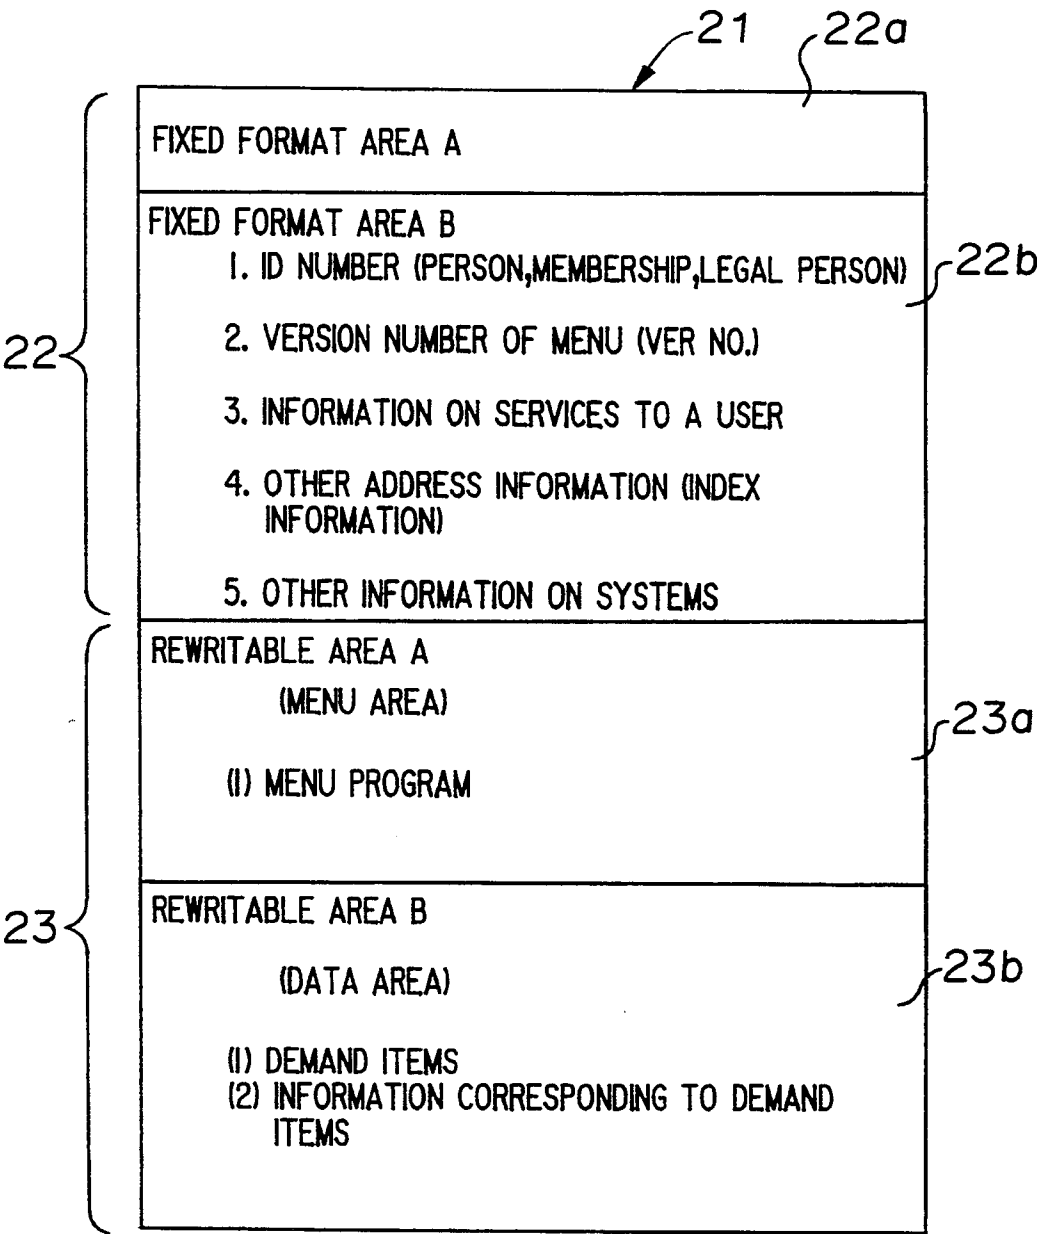 21
22a
FIXED FORMAT AREA A
FIXED FORMAT AREA B
1. ID NUMBER (PERSON,MEMBERSHIP,LEGAL PERSON)
22b
2. VERSION NUMBER OF MENU (VER NO.)
22
3. INFORMATION ON SERVICES TO A USER
4. OTHER ADDRESS INFORMATION (INDEX
INFORMATION)
5. OTHER INFORMATION ON SYSTEMS
REWRITABLE AREA A
(MENU AREA)
23a
(1) MENU PROGRAM
REWRITABLE AREA B
23
(DATA AREA)
23b
(1) DEMAND ITEMS
(2) INFORMATION CORRESPONDING TO DEMAND
ITEMS